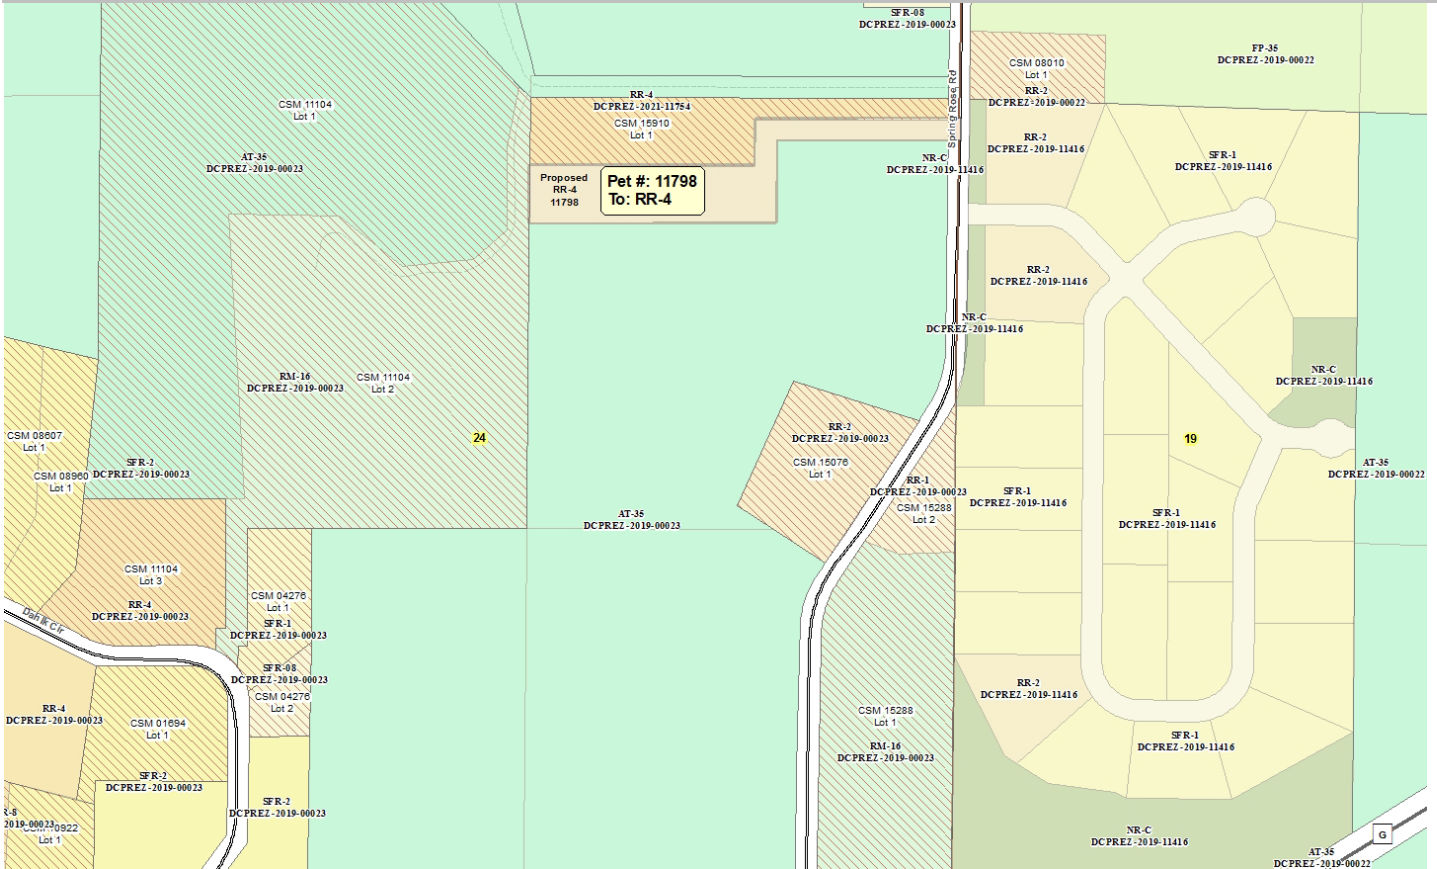 SFR-08
DCPREZ-2019-00023
Spring Rose Rd
CSM 08010
Lot 1
RR-2
DCPREZ-2019-00022
FP-35
DCPREZ-2019-00022
CSM 11104
Lot 1
AT-35
DCPREZ-2019-00023
RR-4
DCPREZ-2021-11754
CSM 15910
Lot 1
Proposed
RR-4
11798
Pet #: 11798
To: RR-4
NR-C
DCPREZ-2019-11416
RR-2
DCPREZ-2019-11416
SFR-1
DCPREZ-2019-11416
RR-2
DCPREZ-2019-11416
NR-C
DCPREZ-2019-11416
NR-C
DCPREZ-2019-11416
RM-16
DCPREZ-2019-00023
CSM 11104
Lot 2
24
CSM 08607
Lot 1
CSM 08960
Lot 1
SFR-2
DCPREZ-2019-00023
RR-2
DCPREZ-2019-00023
CSM 15076
Lot 1
RR-1
DCPREZ-2019-00023
CSM 15288
Lot 2
19
AT-35
DCPREZ-2019-00022
SFR-1
DCPREZ-2019-11416
SFR-1
DCPREZ-2019-11416
AT-35
DCPREZ-2019-00023
CSM 11104
Lot 3
RR-4
DCPREZ-2019-00023
CSM 04276
Lot 1
SFR-1
DCPREZ-2019-00023
SFR-08
DCPREZ-2019-00023
CSM 04276
Lot 2
Cir
RR-4
DCPREZ-2019-00023
CSM 01694
Lot 1
SFR-2
DCPREZ-2019-00023
SFR-2
DCPREZ-2019-00023
2019-00023
Lot 1
CSM 15288
Lot 1
RM-16
DCPREZ-2019-00023
RR-2
DCPREZ-2019-11416
SFR-1
DCPREZ-2019-11416
NR-C
DCPREZ-2019-11416
G
AT-35
DCPREZ-2019-00022